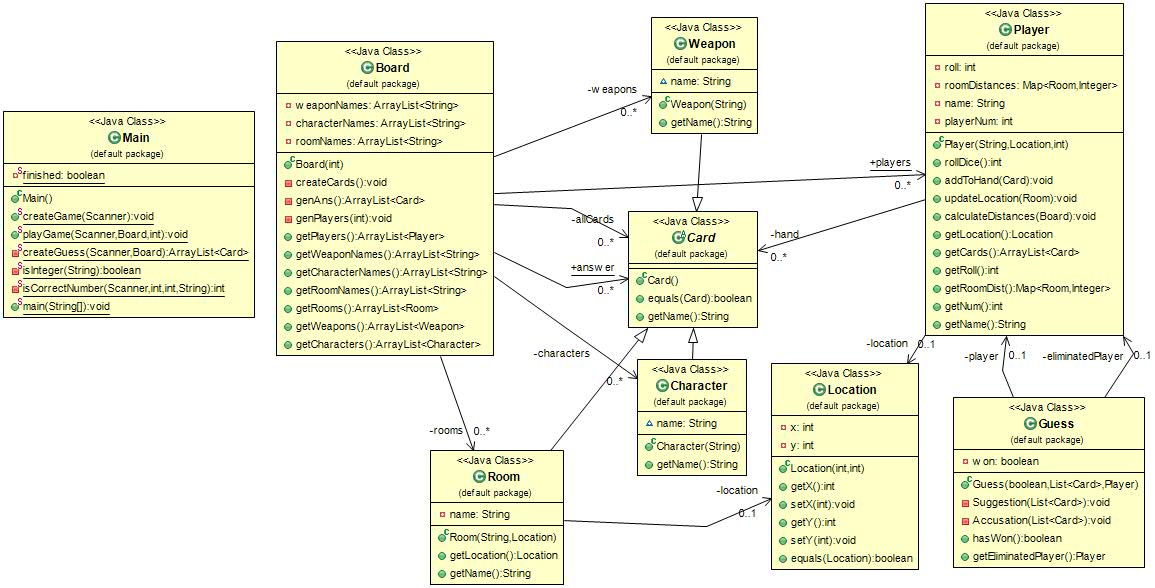 <<Java Class>>
Main
(default package)
finished: boolean
Main()
createGame(Scanner):void
playGame(Scanner,Board,int):void
createGuess(Scanner,Board):ArrayList<Card>
isInteger(String):boolean
isCorrectNumber(Scanner,int,int,String):int
main(String[]):void
<<Java Class>>
Board
(default package)
weaponNames: ArrayList<String>
characterNames: ArrayList<String>
roomNames: ArrayList<String>
Board(int)
createCards():void
genAns():ArrayList<Card>
genPlayers(int):void
getPlayers():ArrayList<Player>
getWeaponNames():ArrayList<String>
getCharacterNames():ArrayList<String>
getRoomNames():ArrayList<String>
getRooms():ArrayList<Room>
getWeapons():ArrayList<Weapon>
getCharacters():ArrayList<Character>
-weapons
0..*
+players
0..*
-allCards
0..*
+answer
0..*
-characters
0..*
-rooms
0..*
<<Java Class>>
Weapon
(default package)
name: String
Weapon(String)
getName():String
<<Java Class>>
Card
(default package)
Card()
equals(Card):boolean
getName():String
-hand
0..*
<<Java Class>>
Player
(default package)
roll: int
roomDistances: Map<Room,Integer>
name: String
playerNum: int
Player(String,Location,int)
rollDice():int
addToHand(Card):void
updateLocation(Room):void
calculateDistances(Board):void
getLocation():Location
getCards():ArrayList<Card>
getRoll():int
getRoomDist():Map<Room,Integer>
getNum():int
getName():String
-location
0..1
-player
0..1
-eliminatedPlayer
0..1
<<Java Class>>
Character
(default package)
name: String
Character(String)
getName():String
<<Java Class>>
Location
(default package)
x: int
y: int
Location(int,int)
getX():int
setX(int):void
getY():int
setY(int):void
equals(Location):boolean
<<Java Class>>
Guess
(default package)
won: boolean
Guess(boolean,List<Card>,Player)
Suggestion(List<Card>):void
Accusation(List<Card>):void
hasWon():boolean
getEliminatedPlayer():Player
<<Java Class>>
Room
(default package)
name: String
Room(String,Location)
getLocation():Location
getName():String
-location
0..1